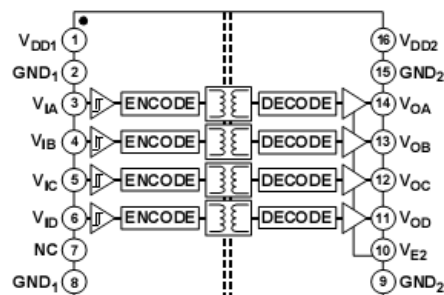 VDD1 1 16 VDD2
GND1 2 15 GND2
VIA 3 ENCODE DECODE 14 VOA
VIB 4 ENCODE DECODE 13 VOB
VIC 5 ENCODE DECODE 12 VOC
VID 6 ENCODE DECODE 11 VOD
NC 7 10 VE2
GND1 8 9 GND2